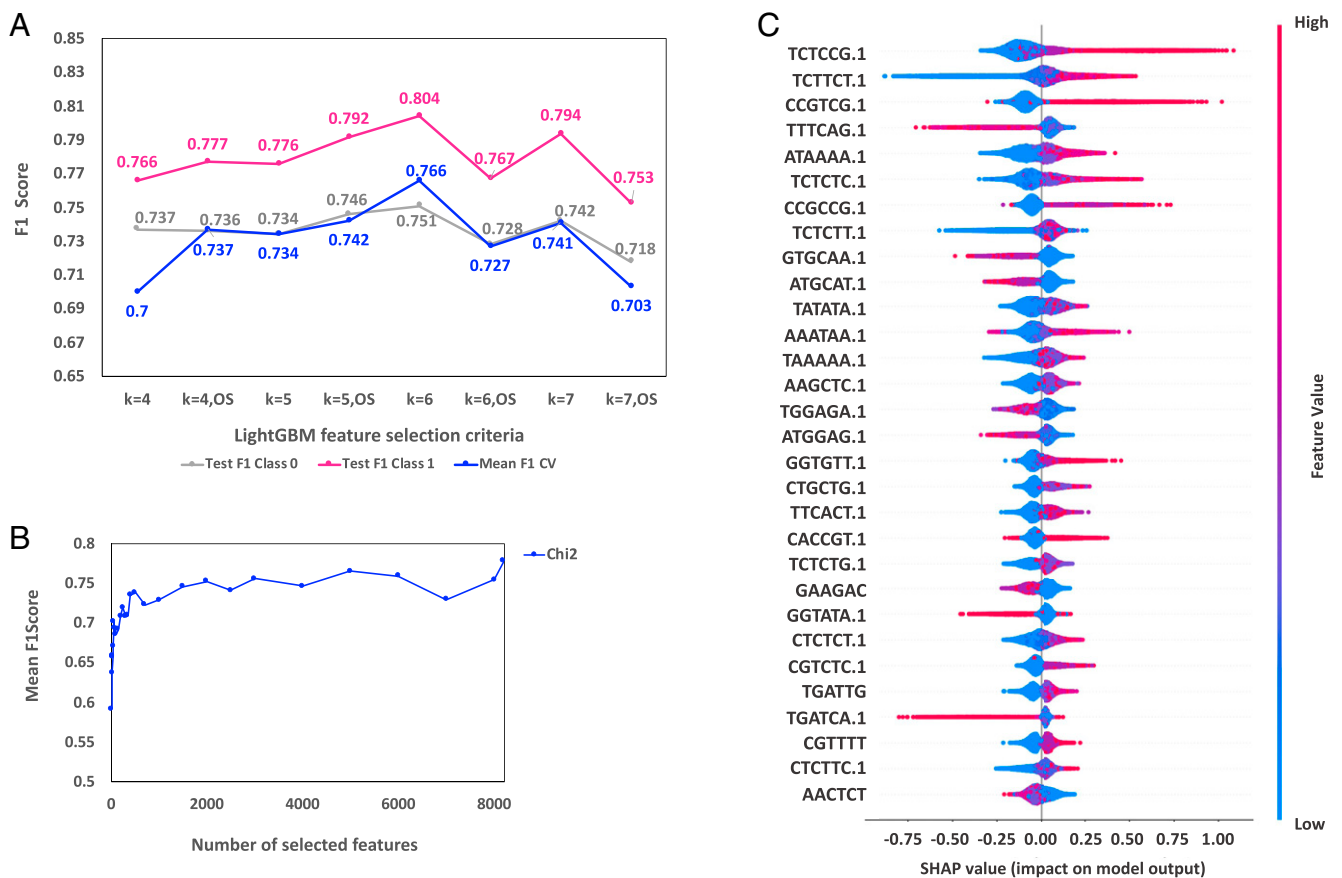 A
0.85
0.83
0.81
0.79
0.77
0.75
0.73
0.71
0.69
0.67
0.65
F1 Score
0.766
0.777
0.776
0.792
0.804
0.767
0.794
0.753
0.737
0.736
0.734
0.746
0.751
0.728
0.742
0.718
0.7
0.737
0.734
0.742
0.766
0.727
0.741
0.703
k=4 k=4,OS k=5 k=5,OS k=6 k=6,OS k=7 k=7,OS
LightGBM feature selection criteria
Test F1 Class 0 Test F1 Class 1 Mean F1 CV
B
0.8
0.75
0.7
0.65
0.6
0.55
0.5
Mean F1Score
Chi2
0 2000 4000 6000 8000
Number of selected features
C
TCTCCG.1
TCTTCT.1
CCGTCG.1
TTTCAG.1
ATAAAA.1
TCTCTC.1
CCGCCG.1
TCTCTT.1
GTGCAA.1
ATGCAT.1
TATATA.1
AAATAA.1
TAAAAA.1
AAGCTC.1
TGGAGA.1
ATGGAG.1
GGTGTT.1
CTGCTG.1
TTCACT.1
CACCGT.1
TCTCTG.1
GAAGAC
GGTATA.1
CTCTCT.1
CGTCTC.1
TGATTG
TGATCA.1
CGTTTT
CTCTTC.1
AACTCT
-0.75 -0.50 -0.25 0.00 0.25 0.50 0.75 1.00
SHAP value (impact on model output)
High
Feature Value
Low